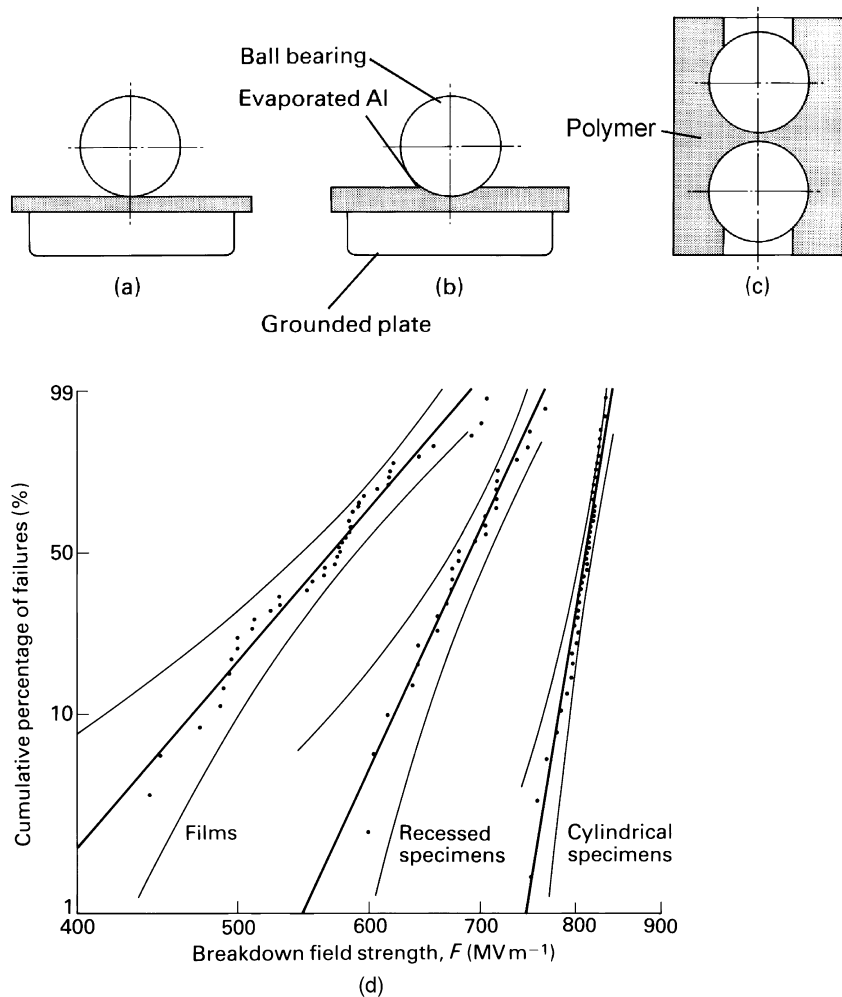 Ball bearing
Evaporated Al
Polymer
(a)
(b)
(c)
Grounded plate
Cumulative percentage of failures (%)
99
50
10
1
Films
Recessed
specimens
Cylindrical
specimens
400
500
600
700
800
900
Breakdown field strength, F (MV m⁻¹)
(d)